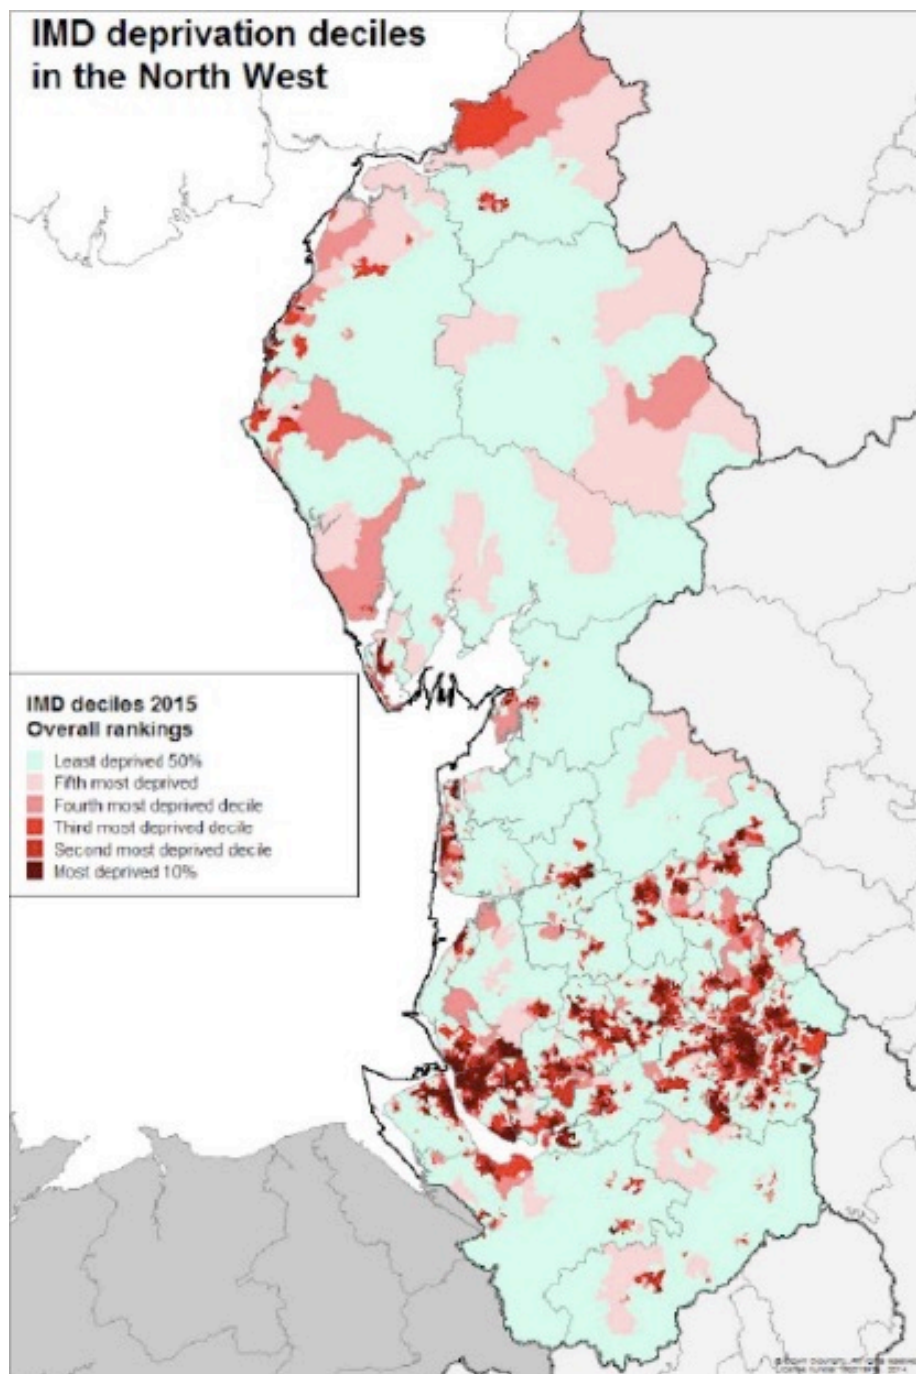 IMD deprivation deciles
in the North West
IMD deciles 2015
Overall rankings
Least deprived 50%
Fifth most deprived
Fourth most deprived decile
Third most deprived decile
Second most deprived decile
Most deprived 10%